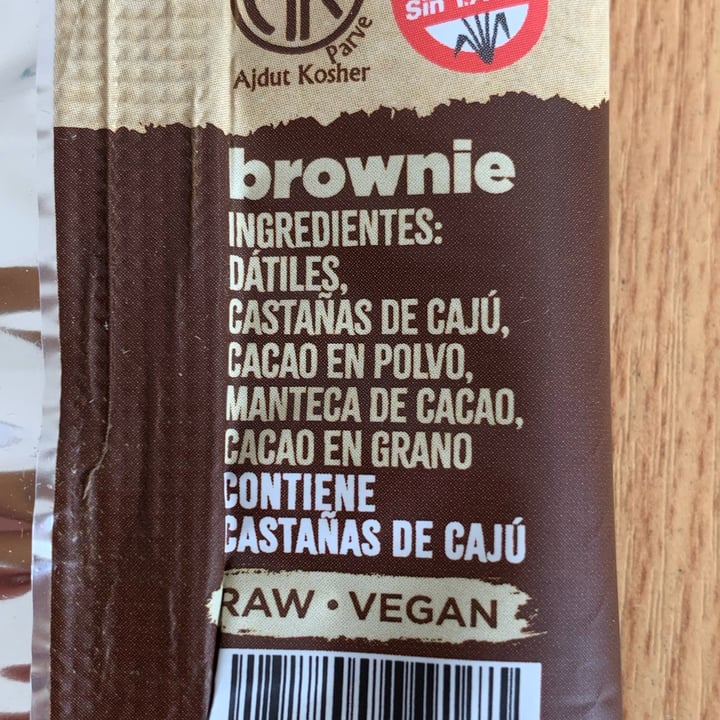 Parve
Ajdut Kosher
Sin
brownie
INGREDIENTES:
DÁTILES,
CASTAÑAS DE CAJÚ,
CACAO EN POLVO,
MANTECA DE CACAO,
CACAO EN GRANO
CONTIENE
CASTAÑAS DE CAJÚ
RAW • VEGAN